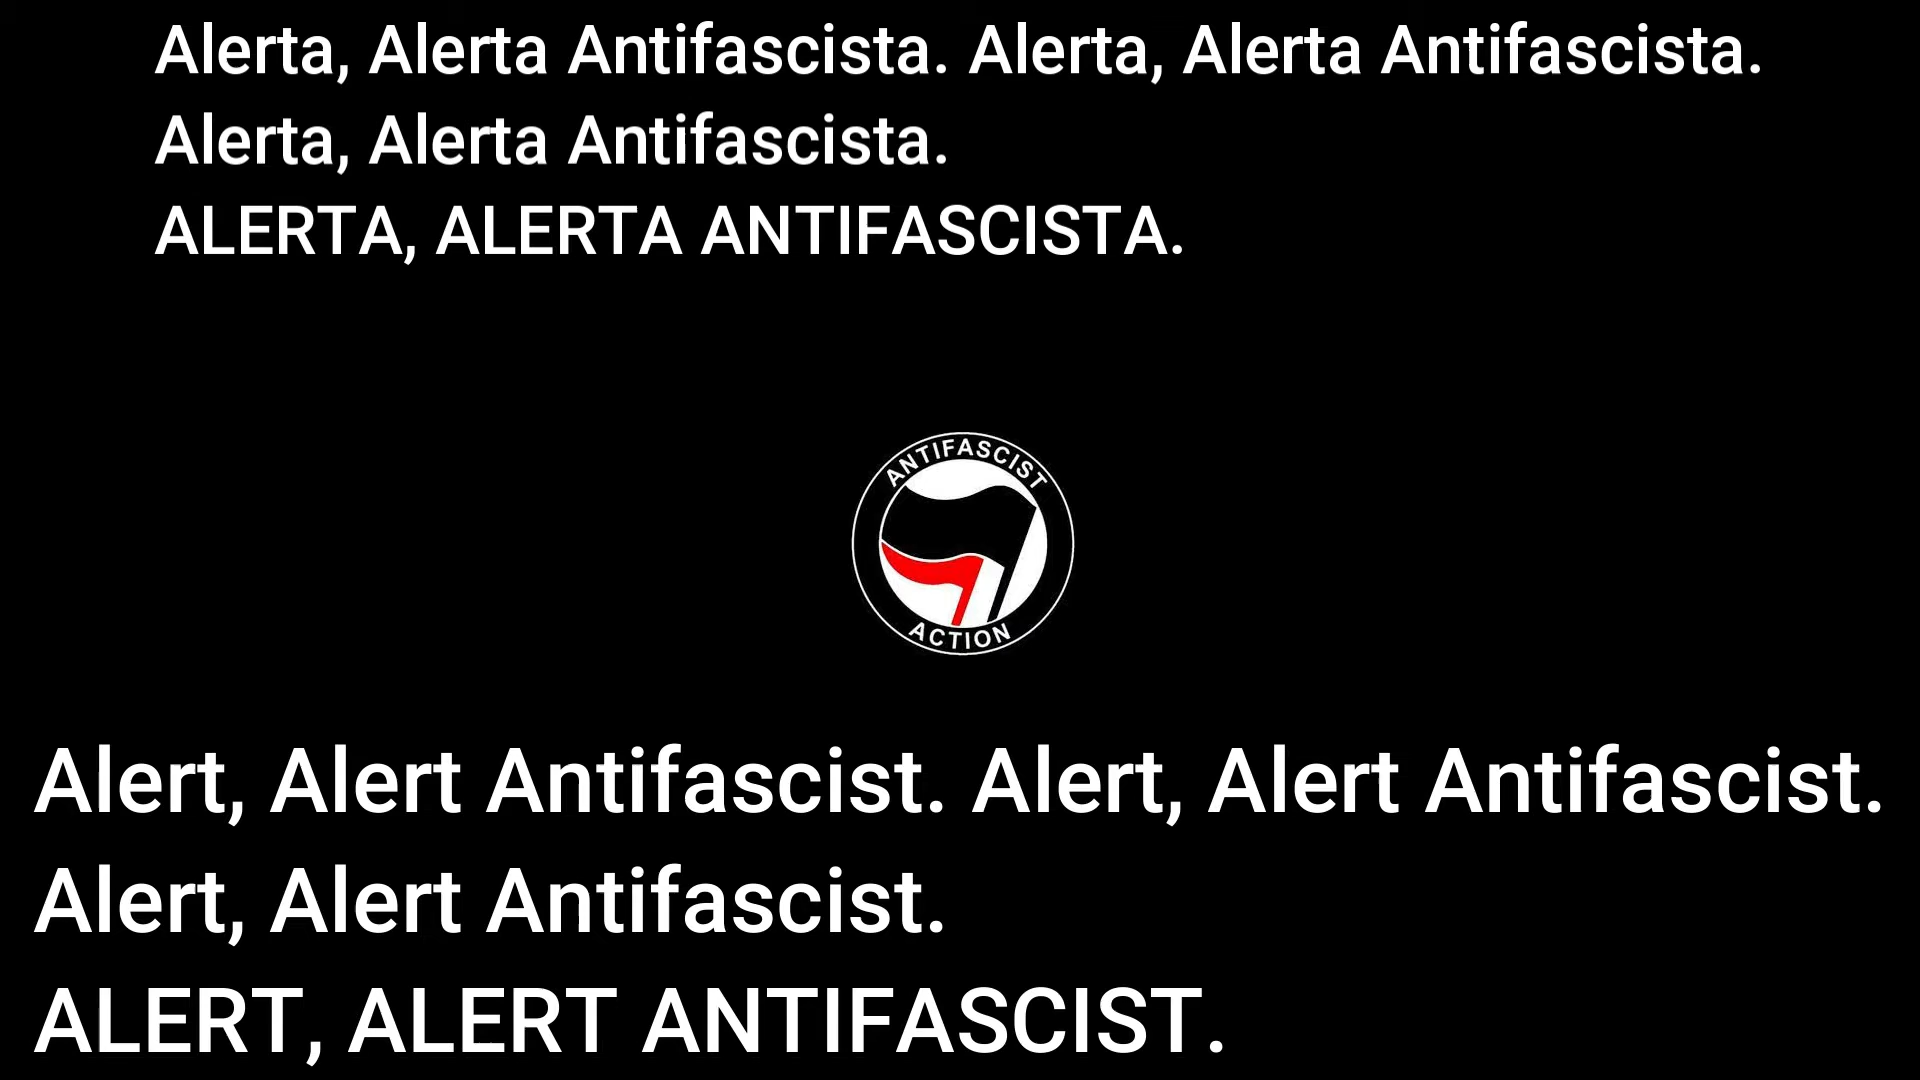 Alerta, Alerta Antifascista. Alerta, Alerta Antifascista.
Alerta, Alerta Antifascista.
ALERTA, ALERTA ANTIFASCISTA.
ANTIFASCIST
ACTION
Alert, Alert Antifascist. Alert, Alert Antifascist.
Alert, Alert Antifascist.
ALERT, ALERT ANTIFASCIST.